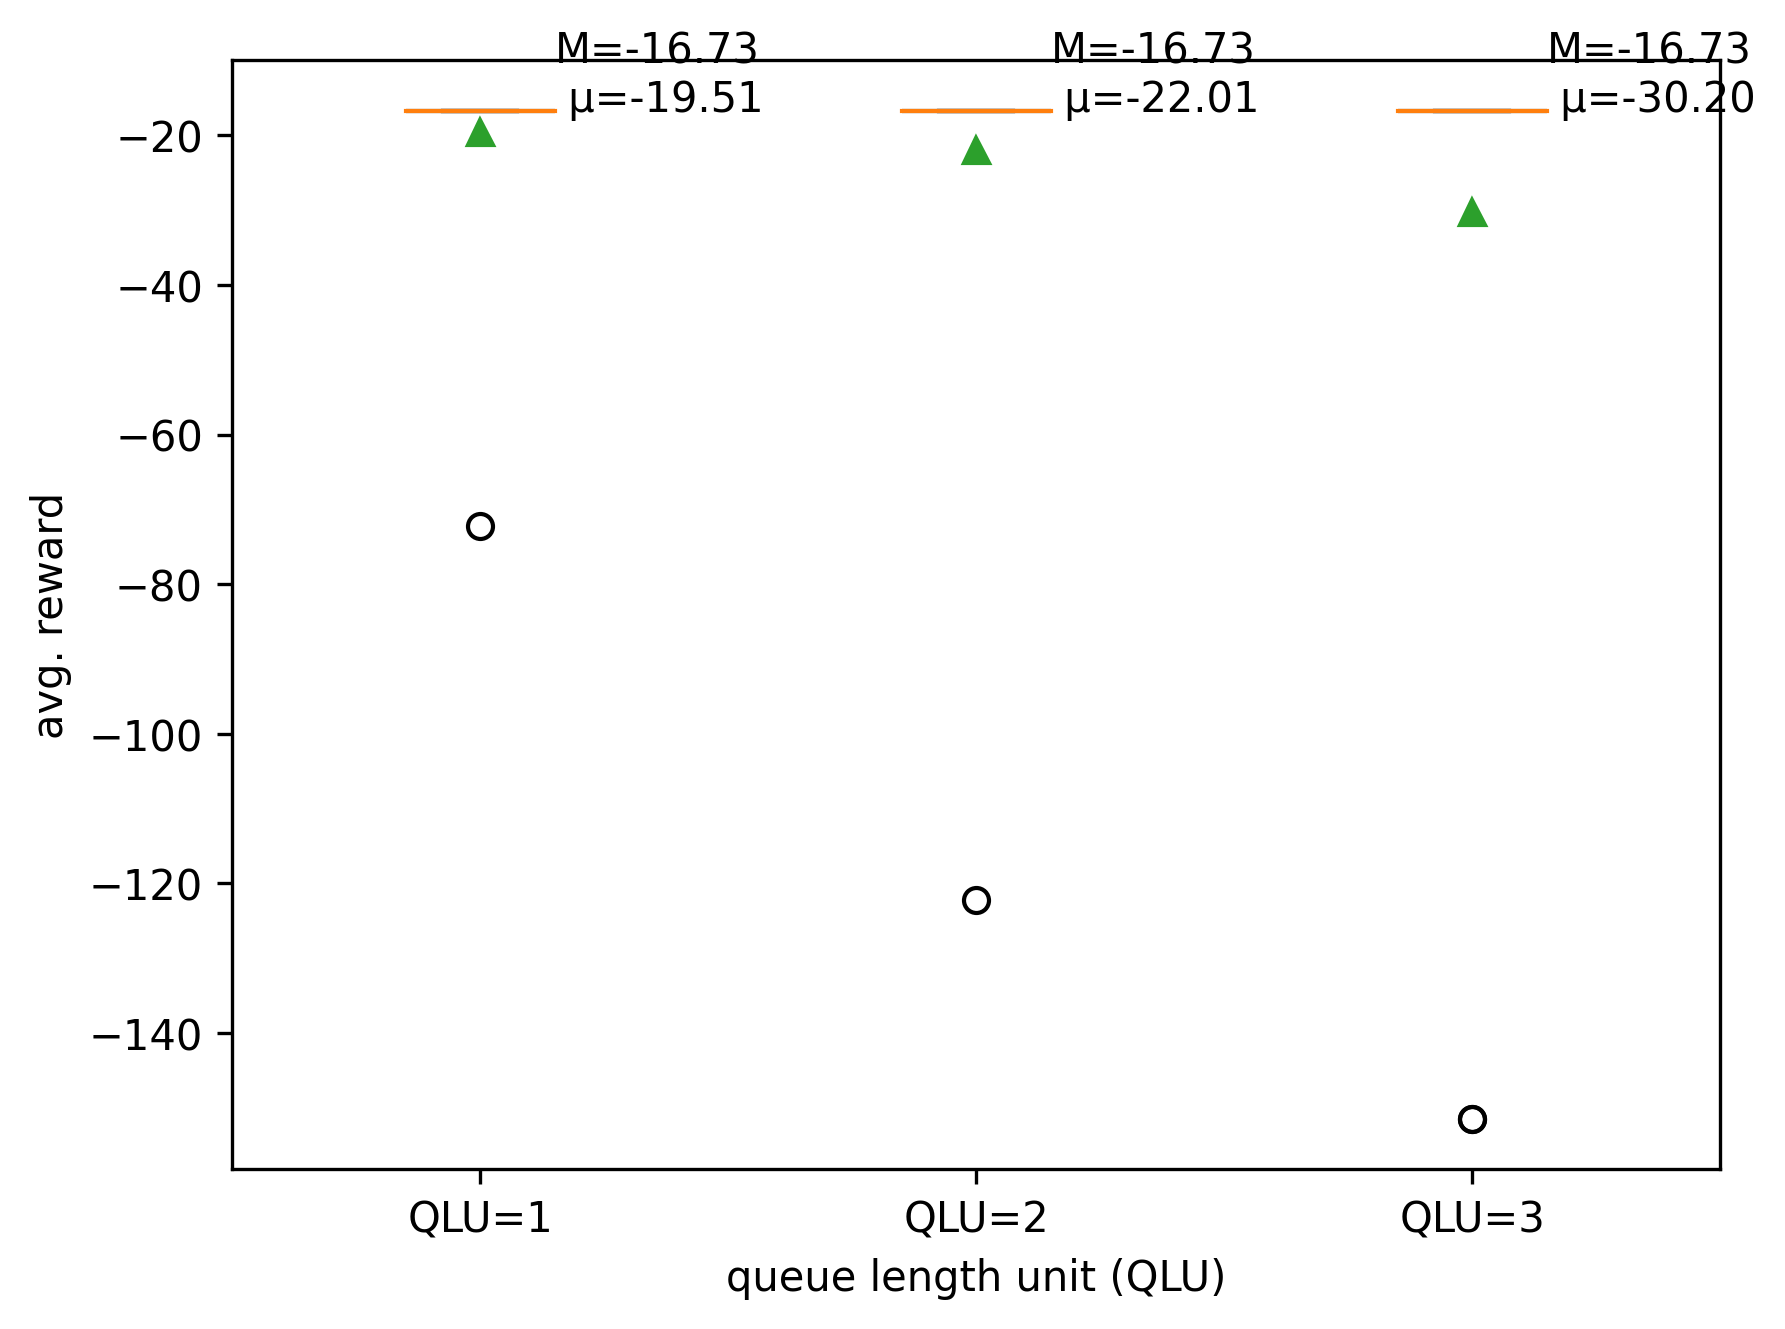 M=-16.73 M=-16.73 M=-16.73
μ=-19.51 μ=-22.01 μ=-30.20
−20
−40
−60
−80
−100
−120
−140
avg. reward
QLU=1 QLU=2 QLU=3
queue length unit (QLU)